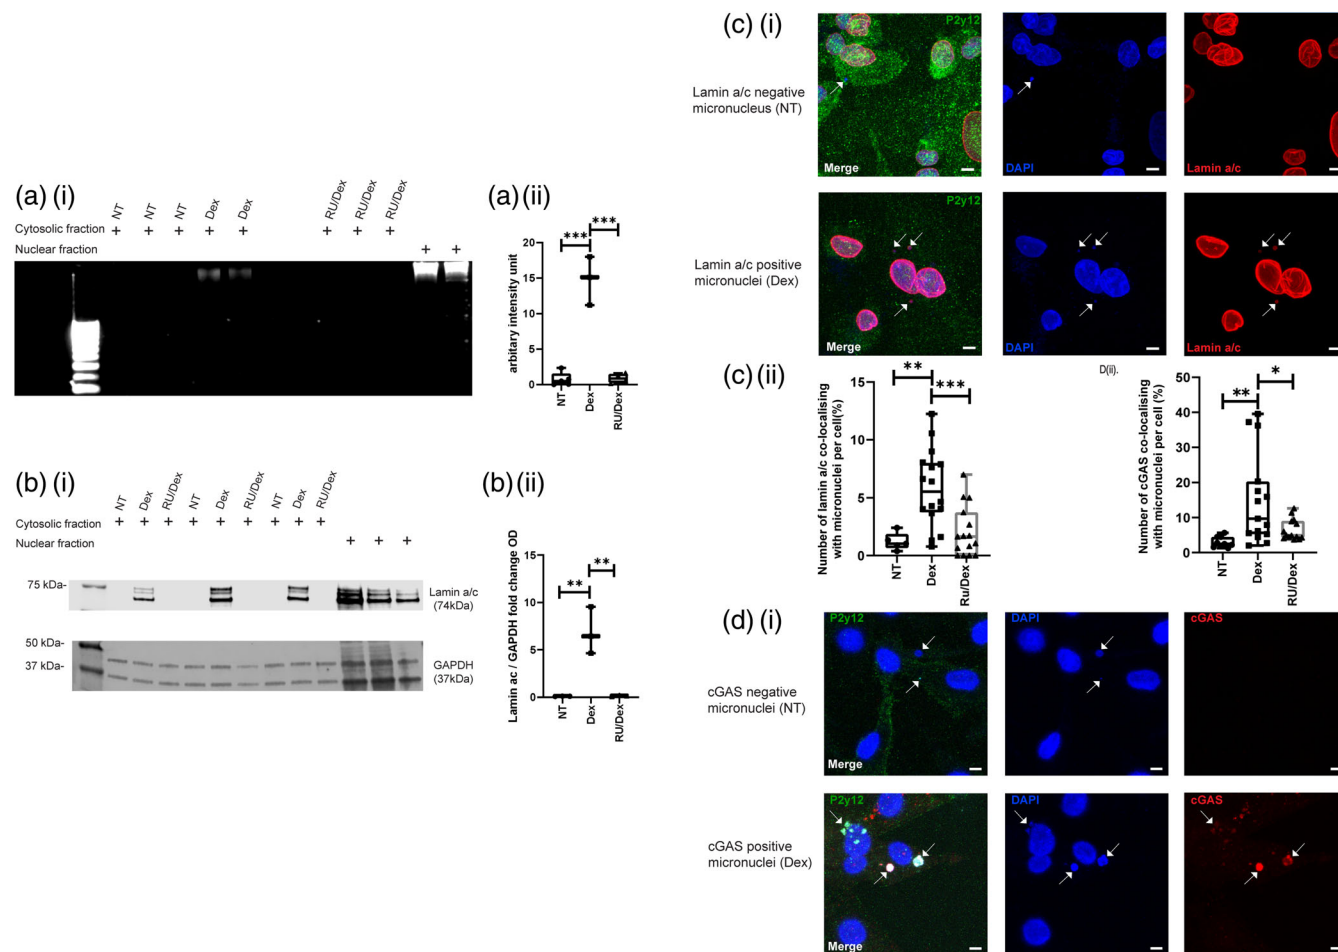 (a) (i)
NT NT NT Dex Dex RU/Dex RU/Dex RU/Dex
Cytosolic fraction + + + + + + + +
Nuclear fraction + +
(a) (ii)
*** ***
arbitary intensity unit
20
15
10
5
0
NT Dex RU/Dex
(b) (i)
NT Dex RU/Dex NT Dex RU/Dex NT Dex RU/Dex
Cytosolic fraction + + + + + + + + +
Nuclear fraction + + +
75 kDa-
Lamin a/c
(74kDa)
50 kDa-
37 kDa-
GAPDH
(37kDa)
(b) (ii)
** **
Lamin ac / GAPDH fold change OD
15
10
5
0
NT Dex RU/Dex
(c) (i)
Lamin a/c negative
micronucleus (NT)
P2y12
Merge
DAPI
Lamin a/c
Lamin a/c positive
micronuclei (Dex)
P2y12
Merge
DAPI
Lamin a/c
(c) (ii)
** ***
Number of lamin a/c co-localising
with micronuclei per cell(%)
15
10
5
0
NT Dex Ru/Dex
D(ii).
** *
Number of cGAS co-localising
with micronuclei per cell (%)
50
40
30
20
10
0
NT Dex RU/Dex
(d) (i)
cGAS negative
micronuclei (NT)
P2y12
Merge
DAPI
cGAS
cGAS positive
micronuclei (Dex)
P2y12
Merge
DAPI
cGAS